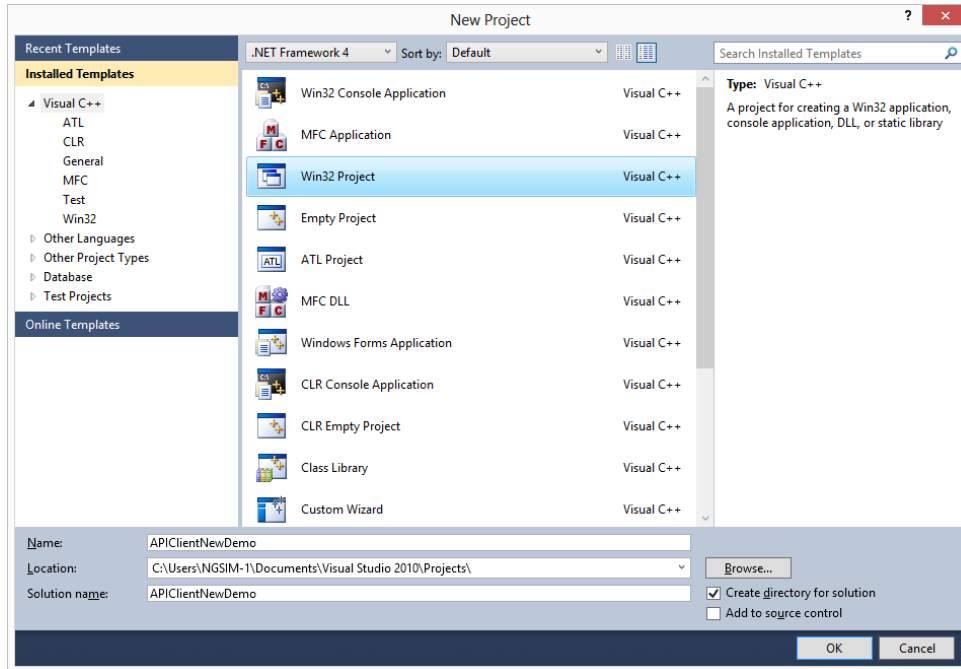 New Project
?
Recent Templates
Installed Templates
Visual C++
ATL
CLR
General
MFC
Test
Win32
Other Languages
Other Project Types
Database
Test Projects
Online Templates
.NET Framework 4 Sort by: Default
Win32 Console Application Visual C++
MFC Application Visual C++
Win32 Project Visual C++
Empty Project Visual C++
ATL Project Visual C++
MFC DLL Visual C++
Windows Forms Application Visual C++
CLR Console Application Visual C++
CLR Empty Project Visual C++
Class Library Visual C++
Custom Wizard Visual C++
Search Installed Templates
Type: Visual C++
A project for creating a Win32 application,
console application, DLL, or static library
Name: APIClientNewDemo
Location: C:\Users\NGSIM-1\Documents\Visual Studio 2010\Projects\ Browse...
Solution name: APIClientNewDemo
Create directory for solution
Add to source control
OK Cancel